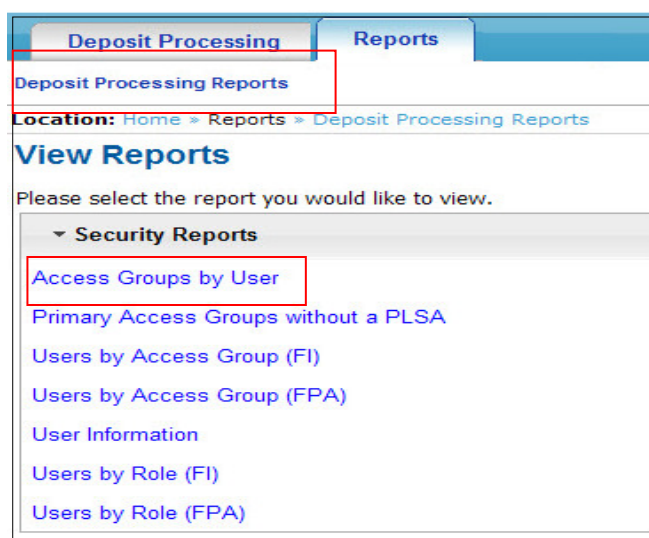 Deposit Processing Reports
Deposit Processing Reports
Location: Home » Reports » Deposit Processing Reports
View Reports
Please select the report you would like to view.
Security Reports
Access Groups by User
Primary Access Groups without a PLSA
Users by Access Group (FI)
Users by Access Group (FPA)
User Information
Users by Role (FI)
Users by Role (FPA)